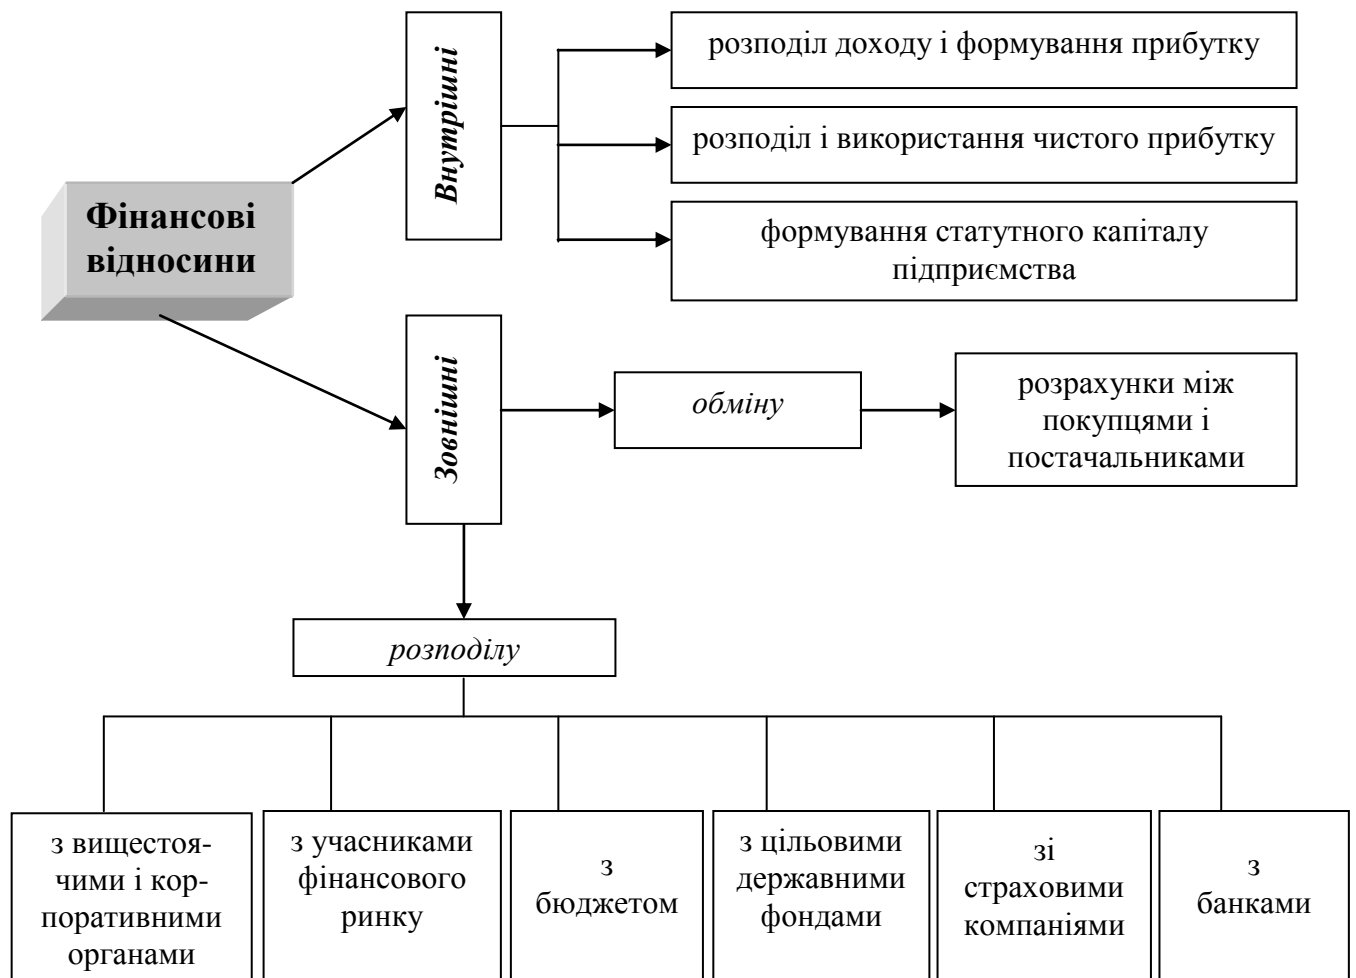 розподіл доходу і формування прибутку
Внутрішні
розподіл і використання чистого прибутку
Фінансові
відносини
формування статутного капіталу
підприємства
Зовнішні
обміну
розрахунки між
покупцями і
постачальниками
розподілу
з вищестоя-
чими і кор-
поративними
органами
з учасниками
фінансового
ринку
з
бюджетом
з цільовими
державними
фондами
зі
страховими
компаніями
з
банками